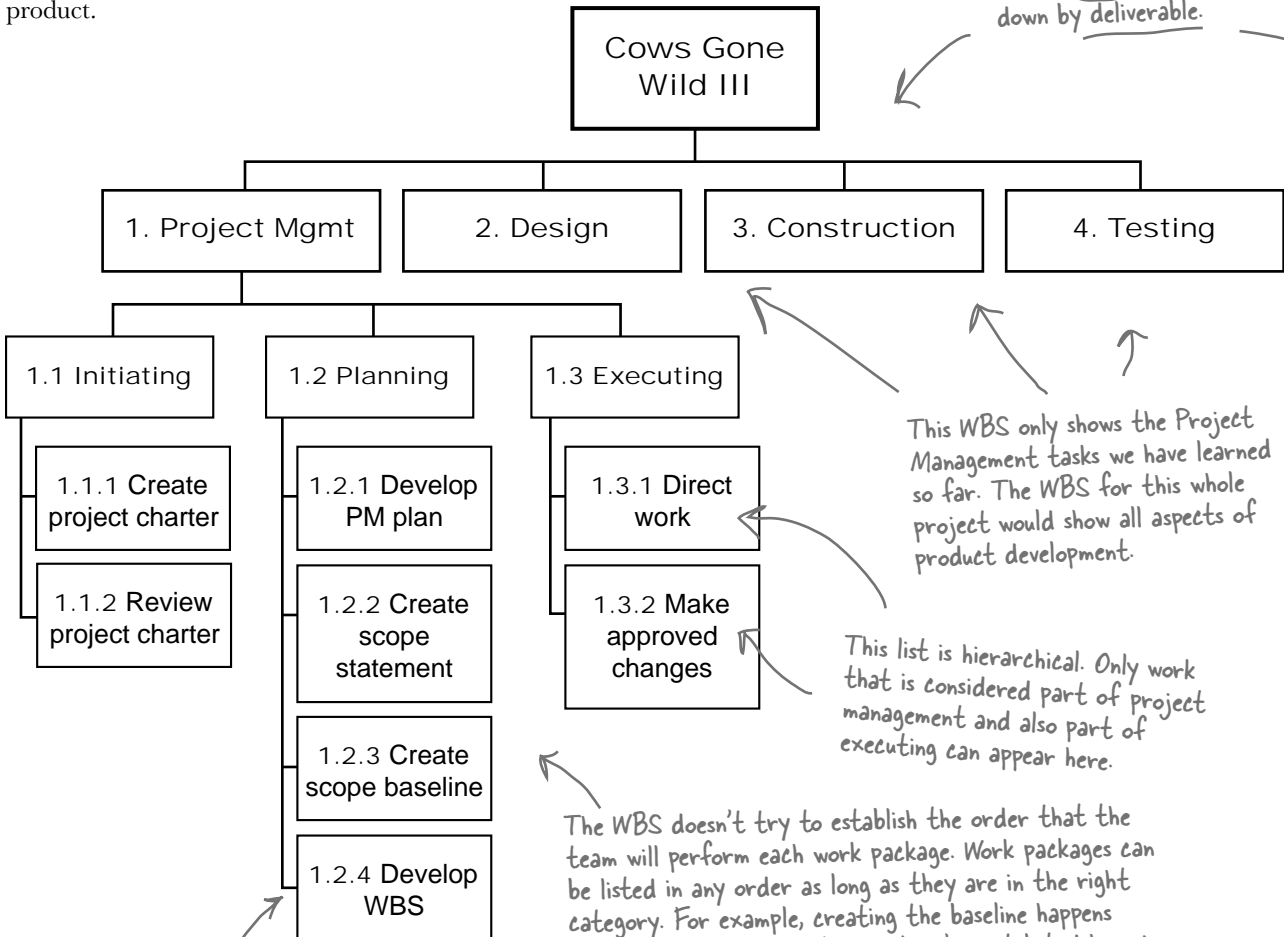 product.
down by deliverable.
Cows Gone
Wild III
1. Project Mgmt
2. Design
3. Construction
4. Testing
1.1 Initiating
1.2 Planning
1.3 Executing
1.1.1 Create
project charter
1.1.2 Review
project charter
1.2.1 Develop
PM plan
1.2.2 Create
scope
statement
1.2.3 Create
scope baseline
1.2.4 Develop
WBS
1.3.1 Direct
work
1.3.2 Make
approved
changes
This WBS only shows the Project
Management tasks we have learned
so far. The WBS for this whole
project would show all aspects of
product development.
This list is hierarchical. Only work
that is considered part of project
management and also part of
executing can appear here.
The WBS doesn't try to establish the order that the
team will perform each work package. Work packages can
be listed in any order as long as they are in the right
category. For example, creating the baseline happens